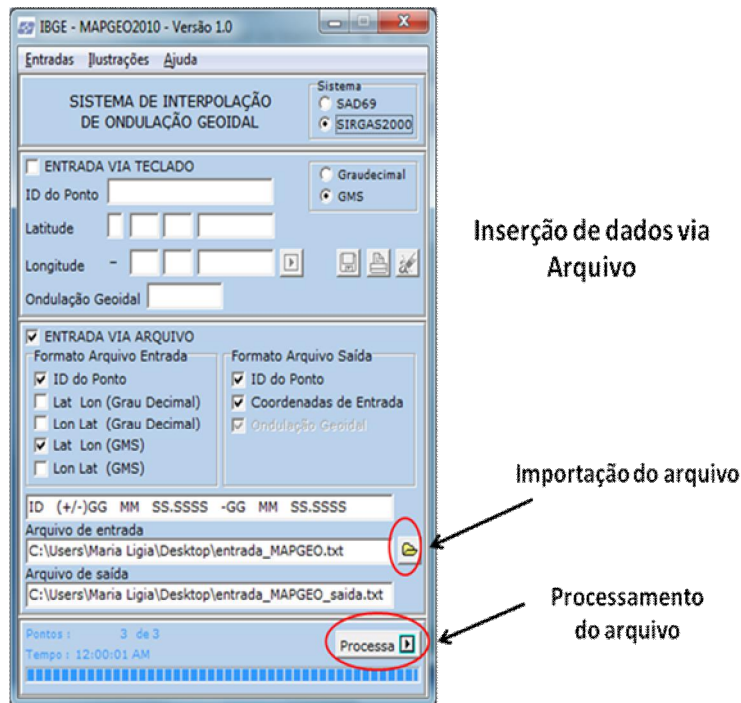 IBGE - MAPGEO2010 - Versão 1.0
Entradas Ilustrações Ajuda
SISTEMA DE INTERPOLAÇÃO
DE ONDULAÇÃO GEOIDAL
Sistema
SAD69
SIRGAS2000
ENTRADA VIA TECLADO
Graudecimal
GMS
ID do Ponto
Latitude
Longitude -
Ondulação Geoidal
Inserção de dados via
Arquivo
ENTRADA VIA ARQUIVO
Formato Arquivo Entrada
ID do Ponto
Lat Lon (Grau Decimal)
Lon Lat (Grau Decimal)
Lat Lon (GMS)
Lon Lat (GMS)
Formato Arquivo Saída
ID do Ponto
Coordenadas de Entrada
Ondulação Geoidal
ID (+/-)GG MM SS.SSSS -GG MM SS.SSSS
Arquivo de entrada
C:\Users\Maria Ligia\Desktop\entrada_MAPGEO.txt
Arquivo de saída
C:\Users\Maria Ligia\Desktop\entrada_MAPGEO_saida.txt
Importação do arquivo
Pontos : 3 de 3
Tempo : 12:00:01 AM
Processa
Processamento
do arquivo